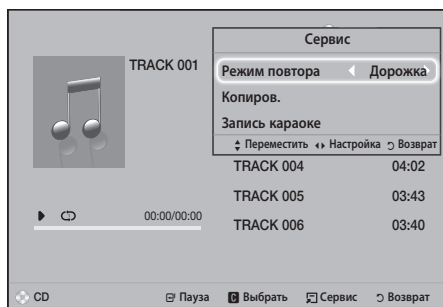 Сервис
TRACK 001
Режим повтора Дорожка
Копиров.
Запись караоке
Переместить Настройка Возврат
TRACK 004 04:02
TRACK 005 03:43
00:00/00:00
TRACK 006 03:40
CD Пауза C Выбрать Сервис Возврат